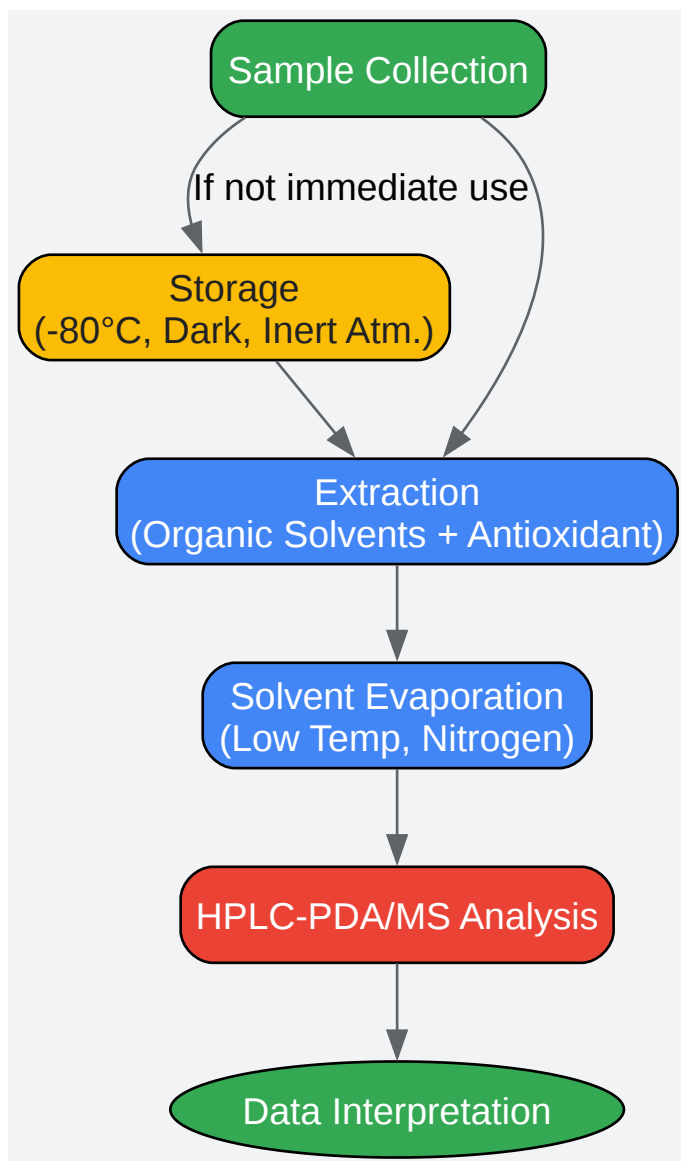 Sample Collection
If not immediate use
Storage
(-80°C, Dark, Inert Atm.)
Extraction
(Organic Solvents + Antioxidant)
Solvent Evaporation
(Low Temp, Nitrogen)
HPLC-PDA/MS Analysis
Data Interpretation